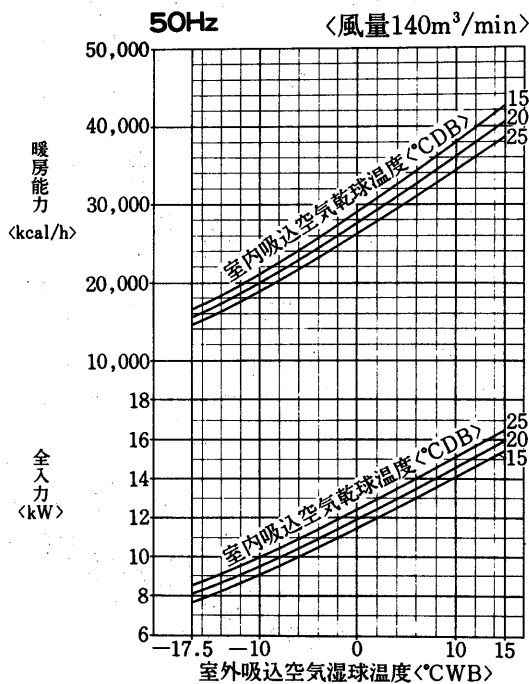 50Hz
<風量140m³/min>
50,000
40,000
30,000
20,000
10,000
暖房能力
<kcal/h>
室内吸込空気乾球温度<℃DB>
15
20
25
18
16
14
12
10
8
6
全入力
<kW>
室内吸込空気乾球温度<℃DB>
25
20
15
-17.5 -10 0 10 15
室外吸込空気湿球温度<℃WB>